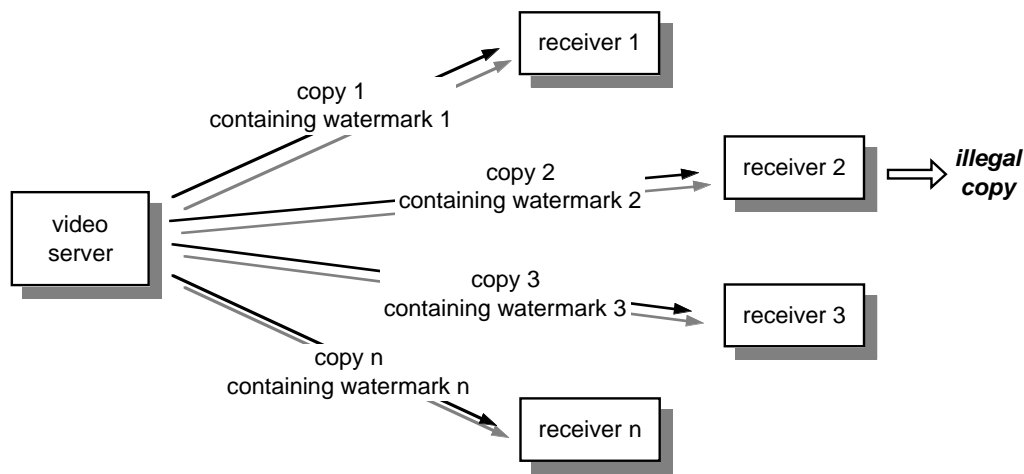 receiver 1
copy 1
containing watermark 1
copy 2
containing watermark 2
receiver 2
illegal
copy
video
server
copy 3
containing watermark 3
receiver 3
copy n
containing watermark n
receiver n